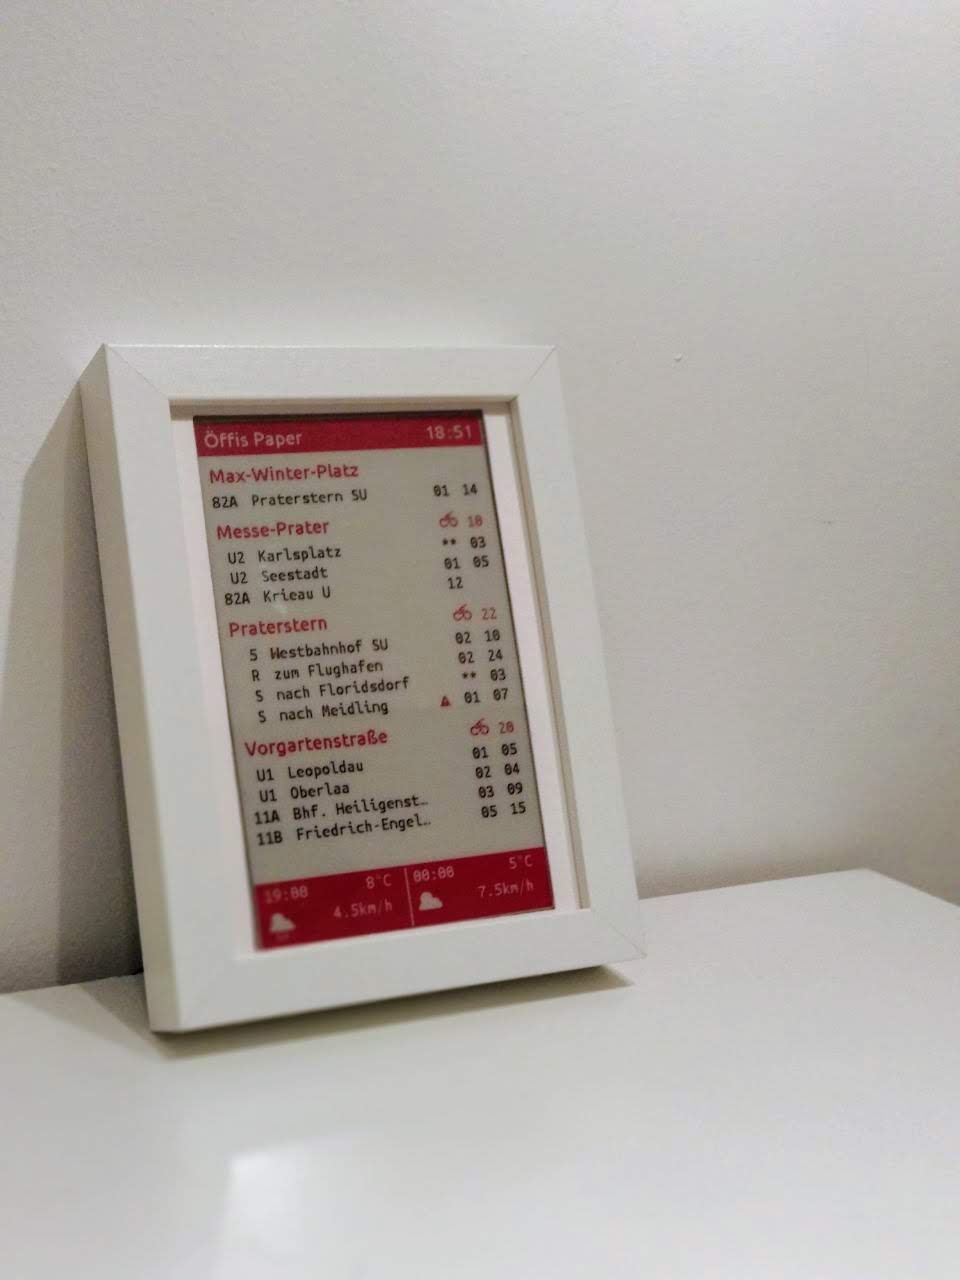 Öffis Paper 18:51
Max-Winter-Platz
82A Praterstern SU 01 14
Messe-Prater 10
U2 Karlsplatz ** 03
U2 Seestadt 01 05
82A Krieau U 12
Praterstern 22
5 Westbahnhof SU 02 10
R zum Flughafen 02 24
S nach Floridsdorf ** 03
S nach Meidling 01 07
Vorgartenstraße 20
U1 Leopoldau 01 05
U1 Oberlaa 02 04
11A Bhf. Heiligenst… 03 09
11B Friedrich-Engel… 05 15
19:00 8°C 00:00 5°C
4.5km/h 7.5km/h